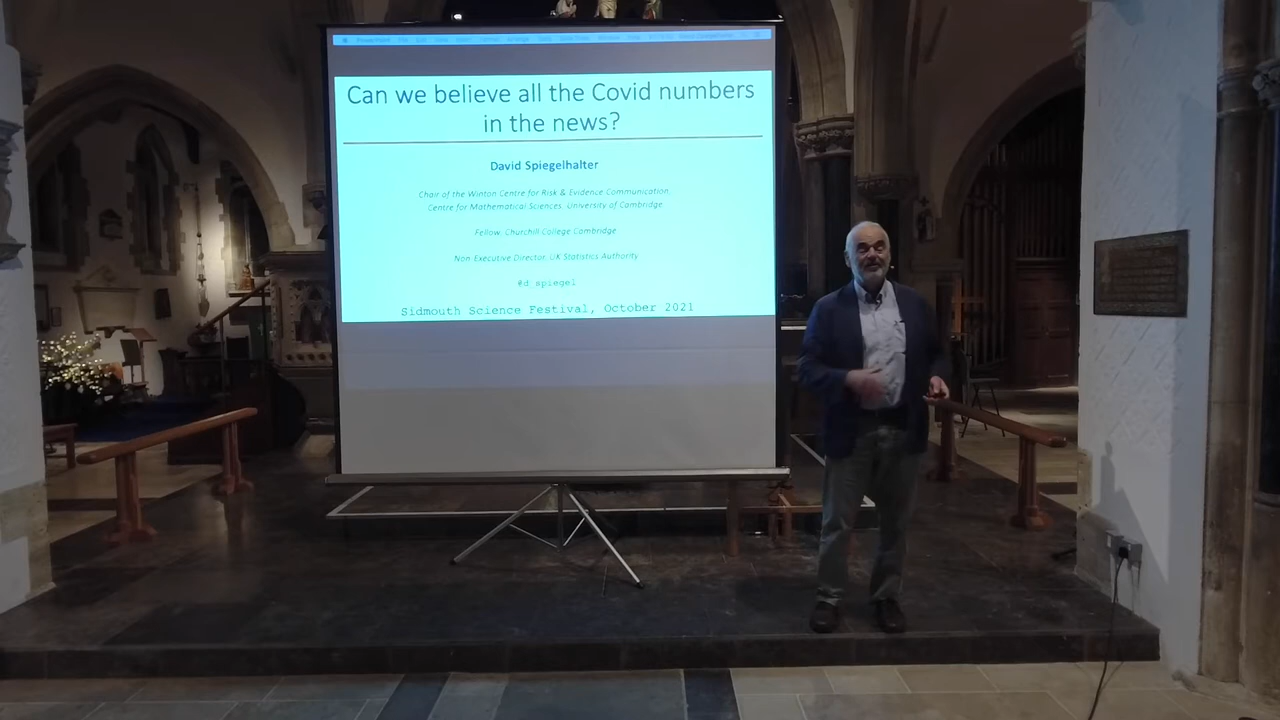 Can we believe all the Covid numbers
in the news?
David Spiegelhalter
Chair of the Winton Centre for Risk & Evidence Communication,
Centre for Mathematical Sciences, University of Cambridge
Fellow, Churchill College Cambridge
Non-Executive Director, UK Statistics Authority
@d_spiegel
Sidmouth Science Festival, October 2021